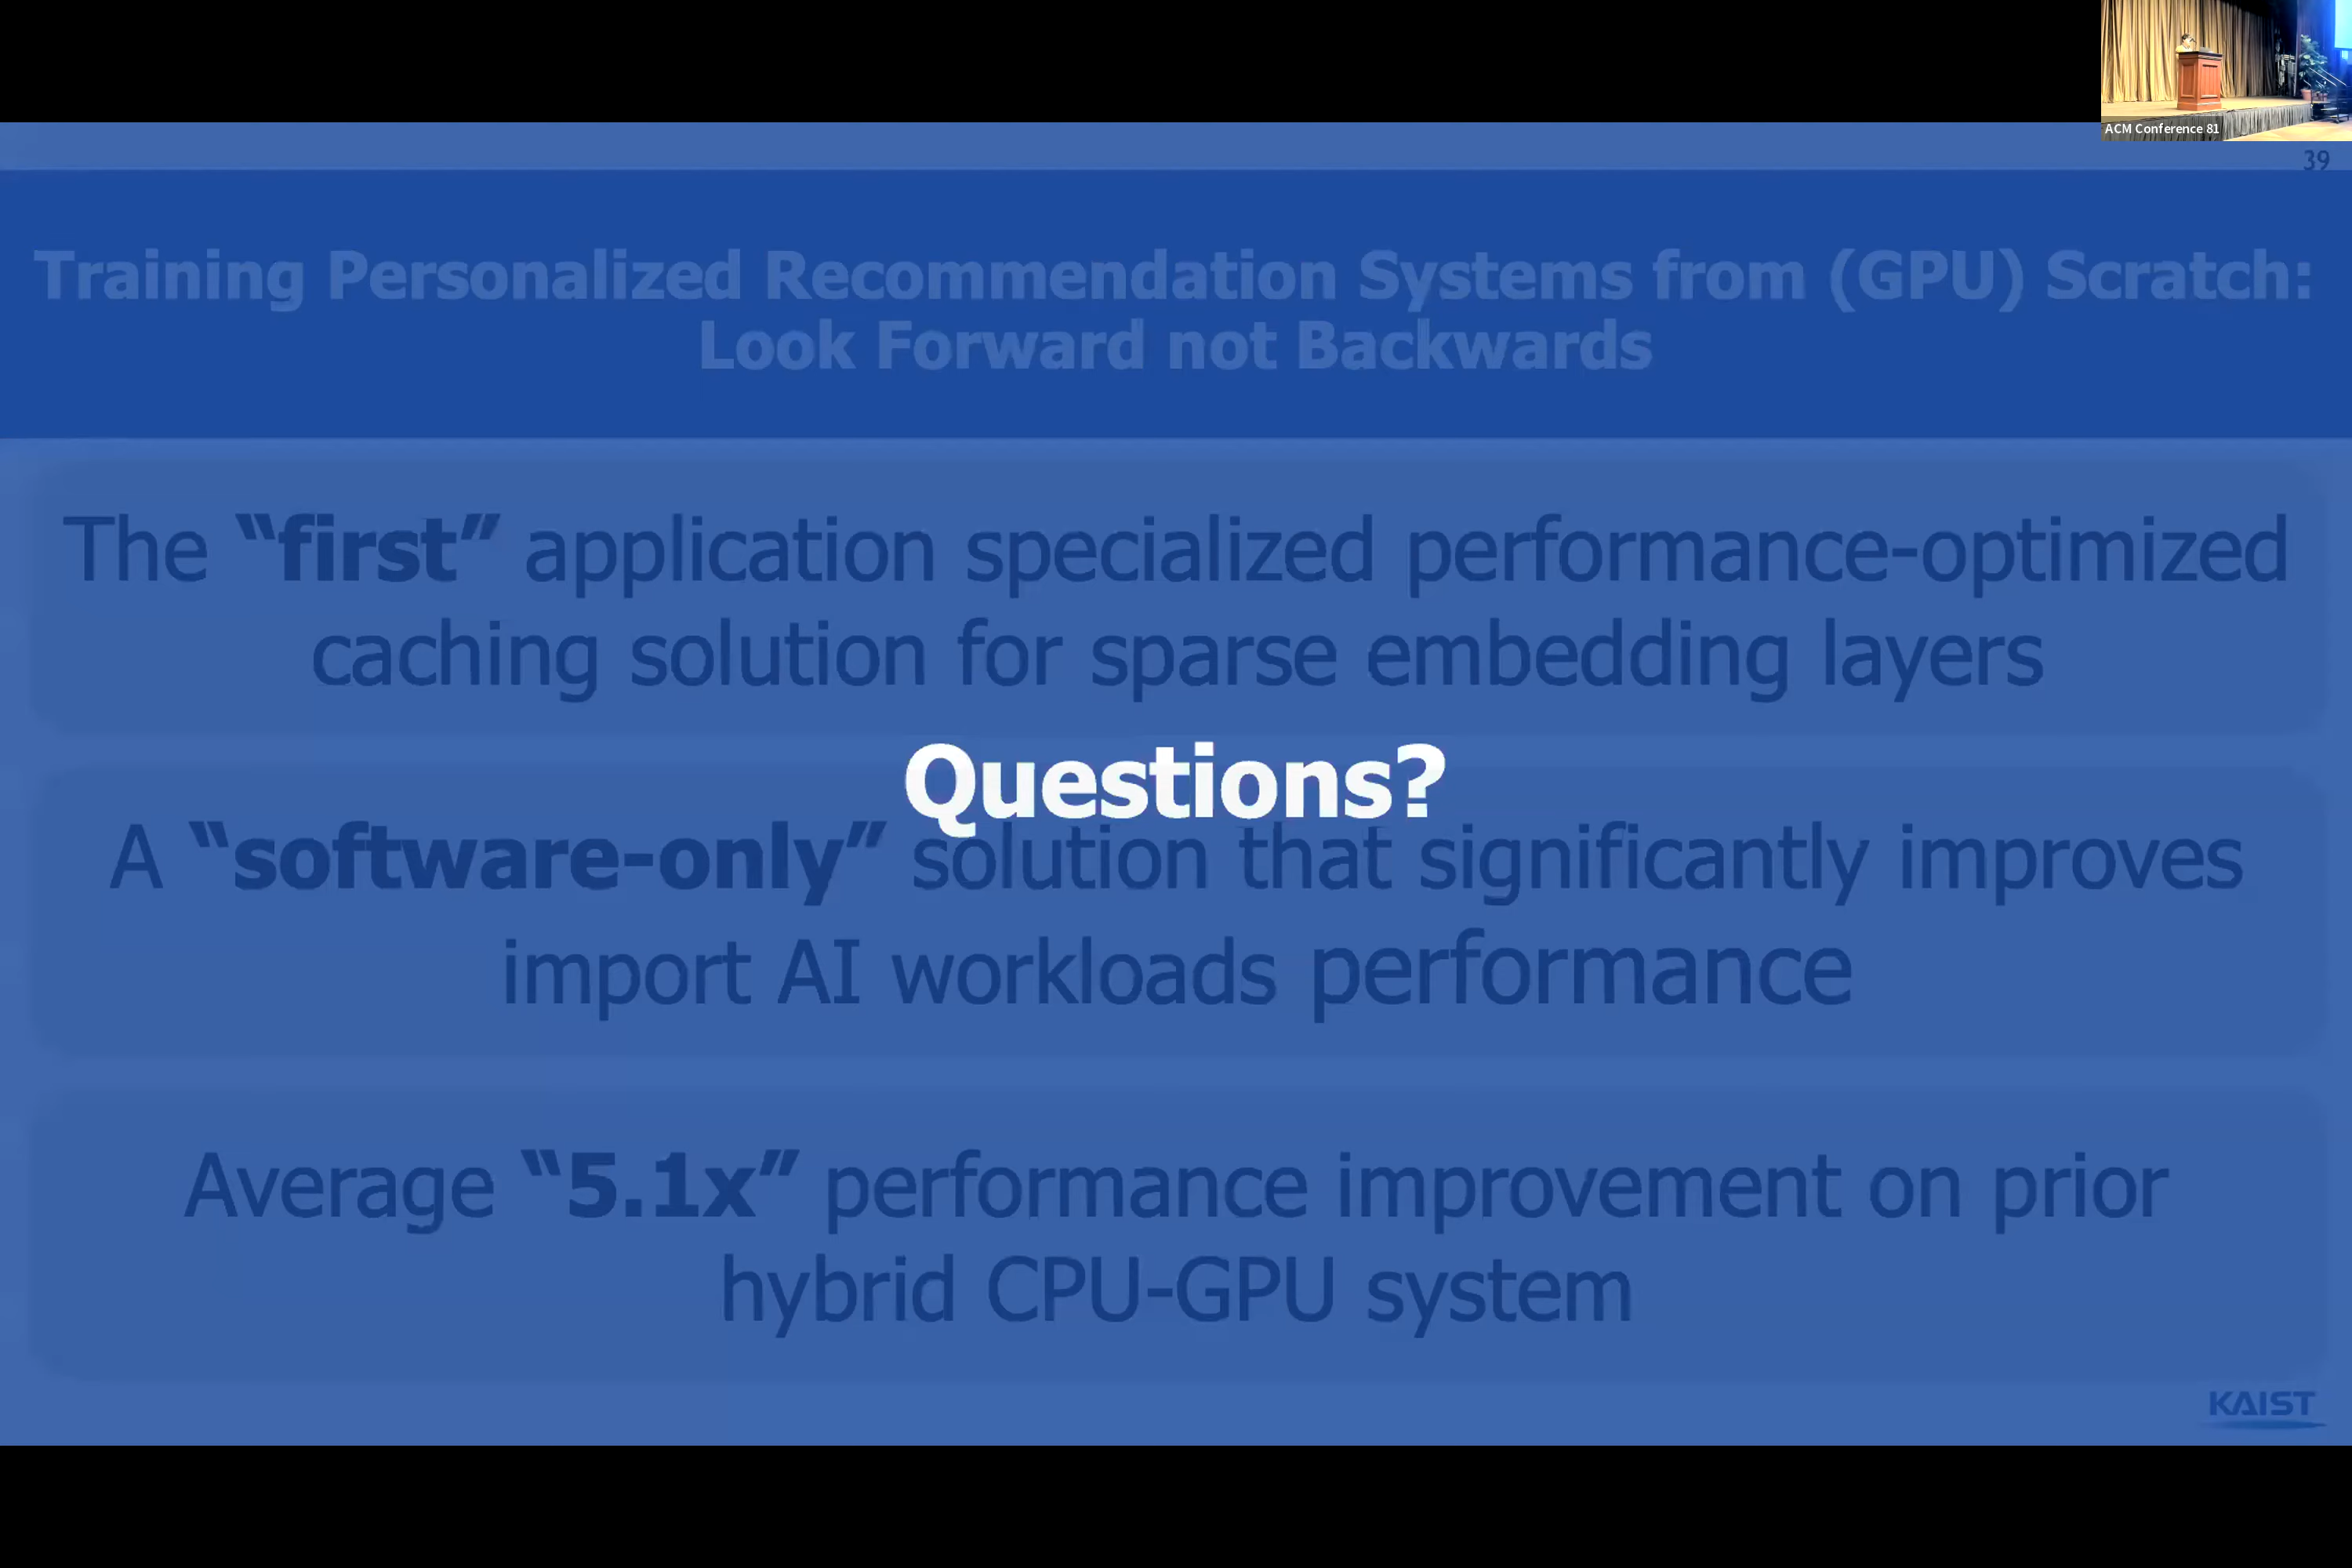 ACM Conference 81
39
Training Personalized Recommendation Systems from (GPU) Scratch:
Look Forward not Backwards
The “first” application specialized performance-optimized
caching solution for sparse embedding layers
Questions?
A “software-only” solution that significantly improves
import AI workloads performance
Average “5.1x” performance improvement on prior
hybrid CPU-GPU system
KAIST